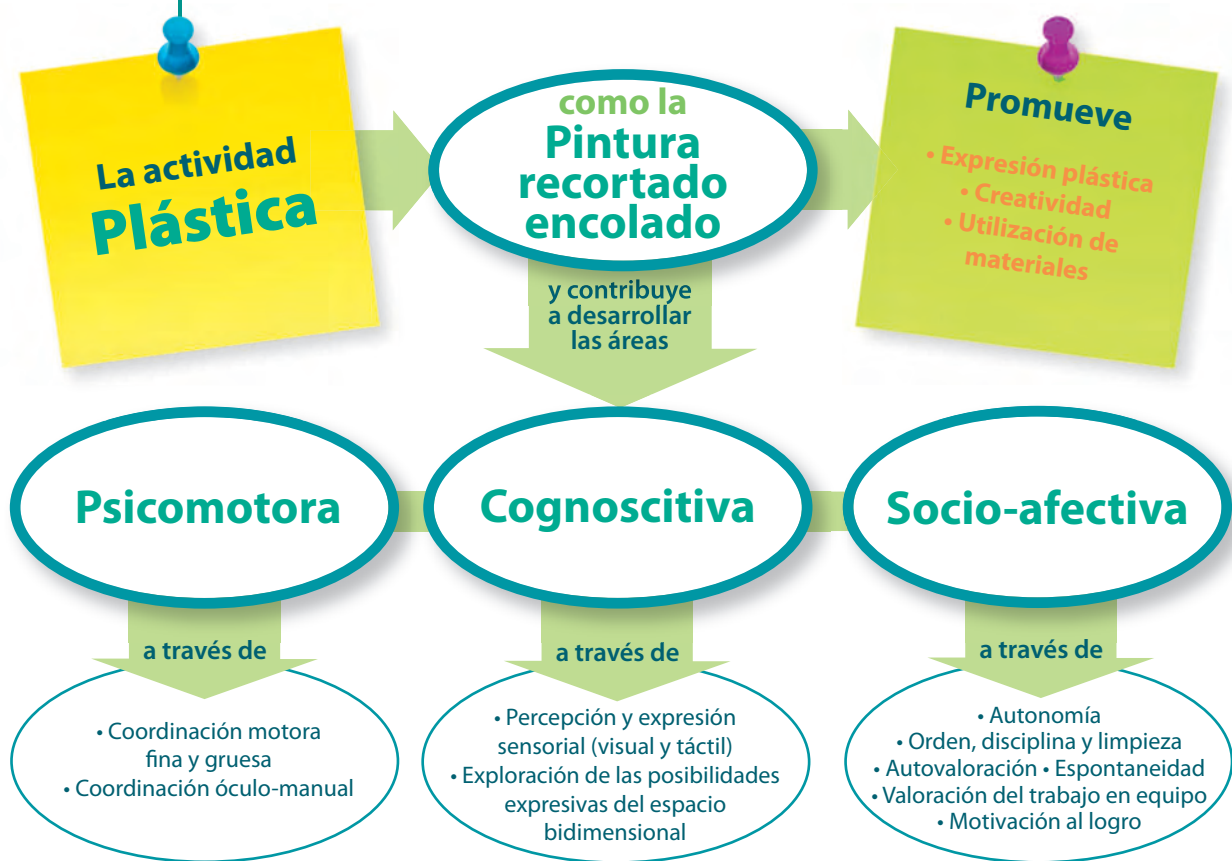 La actividad
Plástica
como la
Pintura
recortado
encolado
Promueve
• Expresión plástica
• Creatividad
• Utilización de
materiales
y contribuye
a desarrollar
las áreas
Psicomotora
Cognoscitiva
Socio-afectiva
a través de
a través de
a través de
• Coordinación motora
fina y gruesa
• Coordinación óculo-manual
• Percepción y expresión
sensorial (visual y táctil)
• Exploración de las posibilidades
expresivas del espacio
bidimensional
• Autonomía
• Orden, disciplina y limpieza
• Autovaloración • Espontaneidad
• Valoración del trabajo en equipo
• Motivación al logro